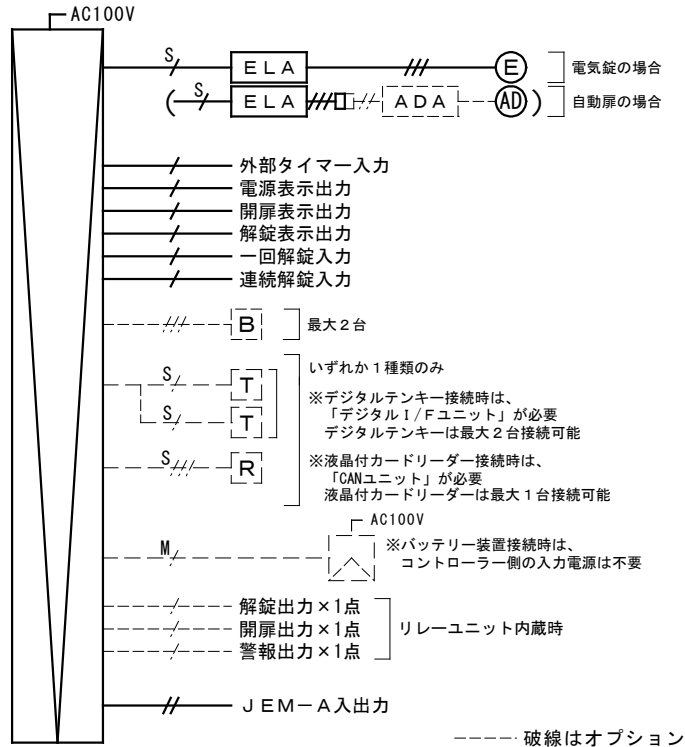 AC100V
S ELA E 電気錠の場合
( S ELA ADA AD ) 自動扉の場合
外部タイマー入力
電源表示出力
開扉表示出力
解錠表示出力
一回解錠入力
連続解錠入力
B 最大2台
いずれか1種類のみ
S T
※デジタルテンキー接続時は、
「デジタルI/Fユニット」が必要
S T
デジタルテンキーは最大2台接続可能
S R
※液晶付カードリーダー接続時は、
「CANユニット」が必要
液晶付カードリーダーは最大1台接続可能
AC100V
M
※バッテリー装置接続時は、
コントローラー側の入力電源は不要
解錠出力×1点
開扉出力×1点 リレーユニット内蔵時
警報出力×1点
JEM-A入出力
破線はオプション